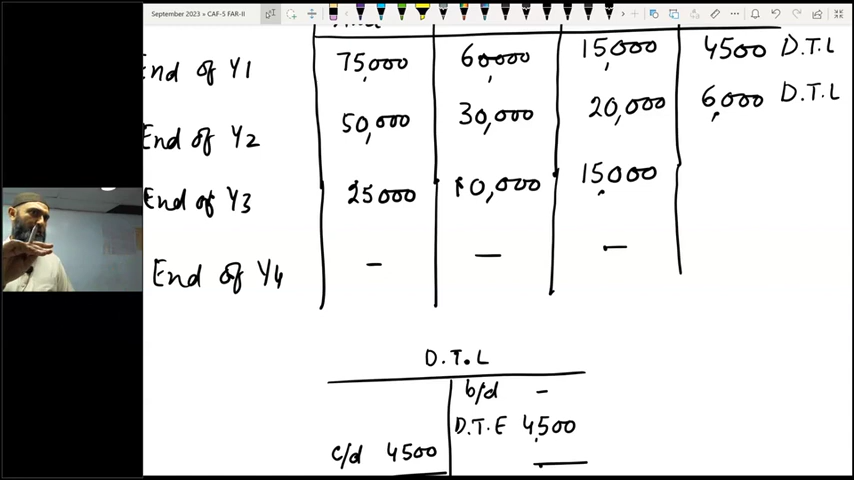 September 2023 » CAF-5 FAR-II
End of Y1 75,000 60,000 15,000 4500 D.T.L
End of Y2 50,000 30,000 20,000 6,000 D.T.L
End of Y3 25000 10,000 15,000
End of Y4 - - -
D.T.L
b/d -
D.T.E 4,500
c/d 4500